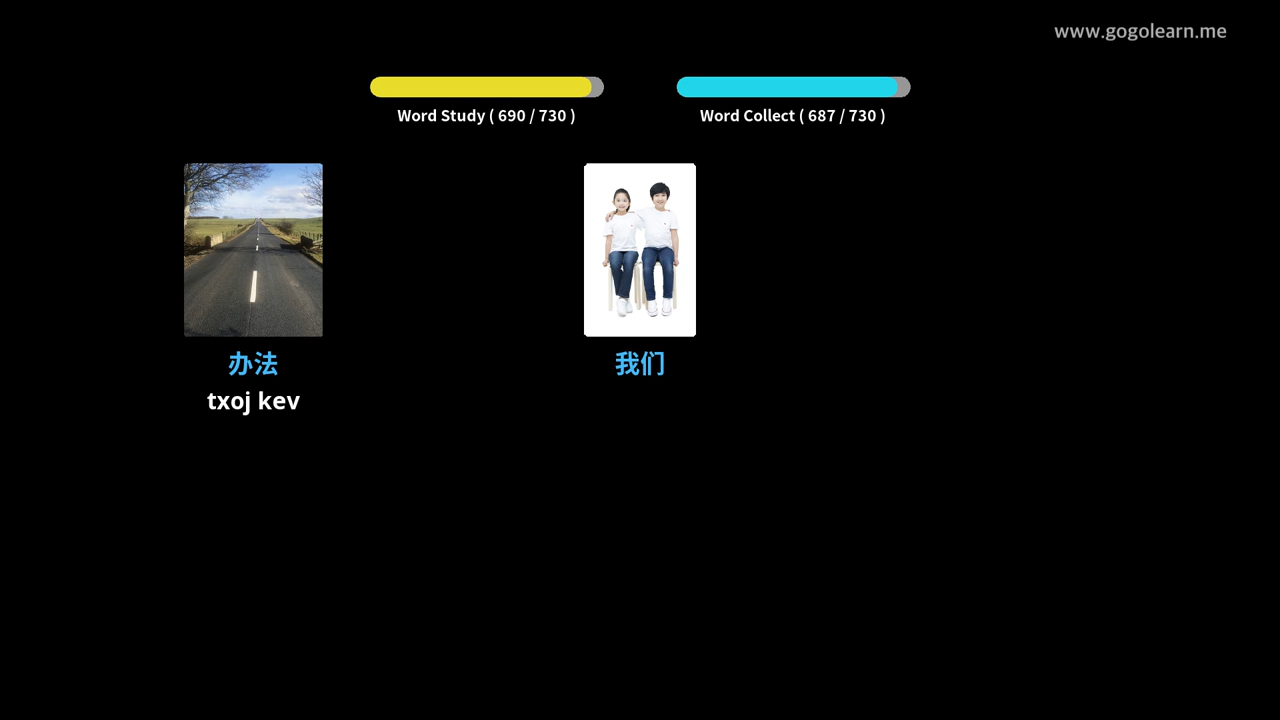 www.gogolearn.me
Word Study ( 690 / 730 )
Word Collect ( 687 / 730 )
办法
txoj kev
我们